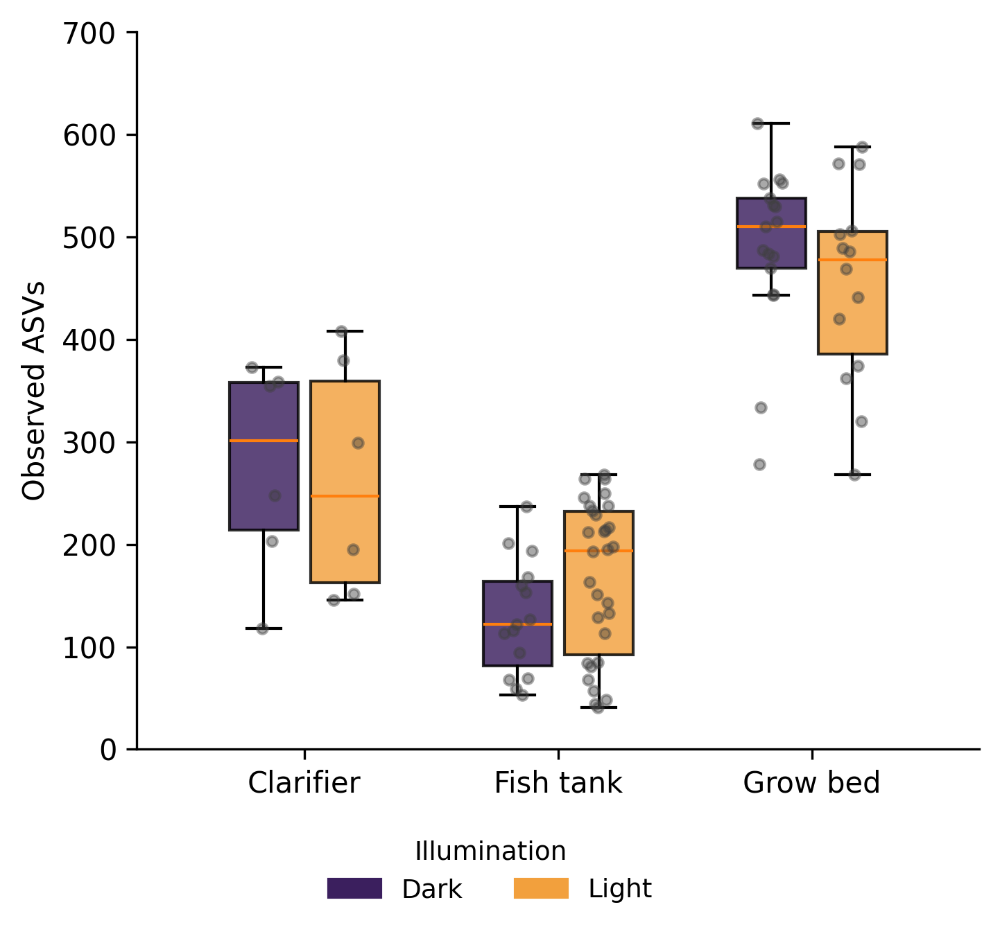 700
600
500
400
300
200
100
0
Observed ASVs
Clarifier
Fish tank
Grow bed
Illumination
Dark
Light